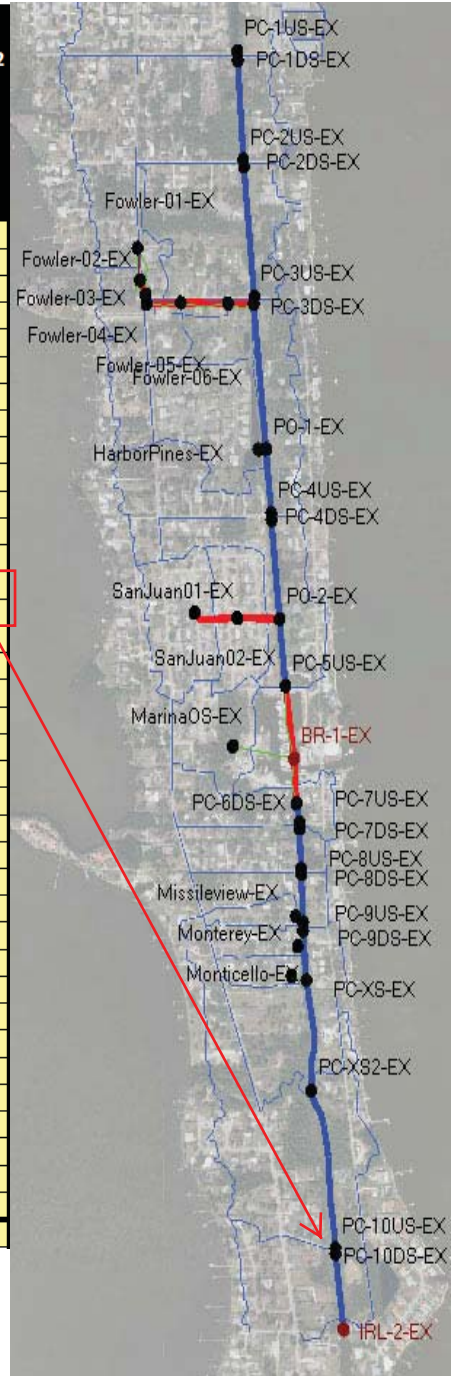 2
PC-1US-EX
PC-1DS-EX
PC-2US-EX
PC-2DS-EX
Fowler-01-EX
Fowler-02-EX
PC-3US-EX
Fowler-03-EX
PC-3DS-EX
Fowler-04-EX
Fowler-05-EX
Fowler-06-EX
PO-1-EX
HarborPines-EX
PC-4US-EX
PC-4DS-EX
SanJuan01-EX
PO-2-EX
SanJuan02-EX
PC-5US-EX
MarinaOS-EX
BR-1-EX
PC-6DS-EX
PC-7US-EX
PC-7DS-EX
PC-8US-EX
PC-8DS-EX
Missileview-EX
PC-9US-EX
Monterey-EX
PC-9DS-EX
Monticello-EX
PC-XS-EX
PC-XS2-EX
PC-10US-EX
PC-10DS-EX
IRL-2-EX